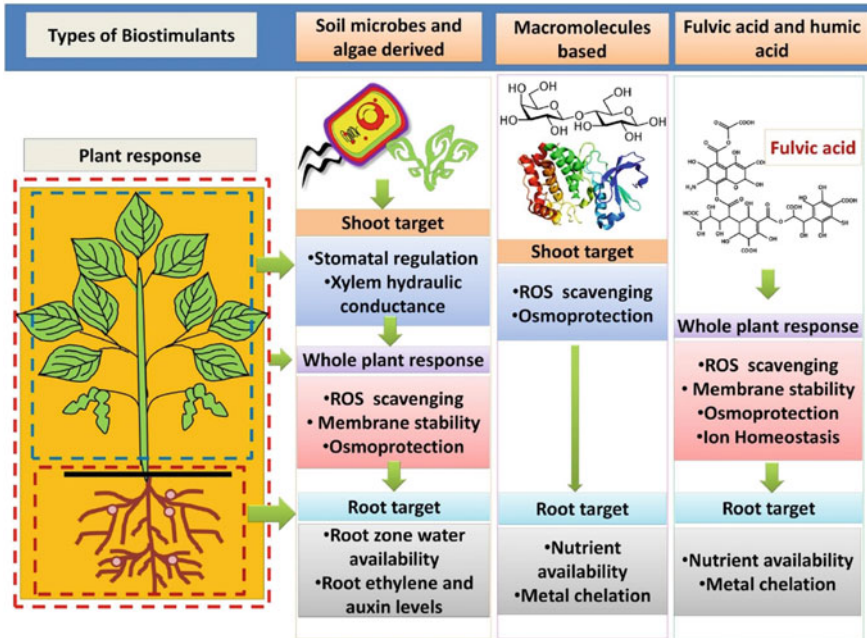 Types of Biostimulants
Soil microbes and
algae derived
Macromolecules
based
Fulvic acid and humic
acid
Plant response
Shoot target
•Stomatal regulation
•Xylem hydraulic
conductance
Whole plant response
•ROS scavenging
• Membrane stability
•Osmoprotection
Root target
•Root zone water
availability
•Root ethylene and
auxin levels
Shoot target
•ROS scavenging
•Osmoprotection
Root target
•Nutrient
availability
•Metal chelation
Fulvic acid
Whole plant response
•ROS scavenging
• Membrane stability
•Osmoprotection
•Ion Homeostasis
Root target
•Nutrient availability
•Metal chelation